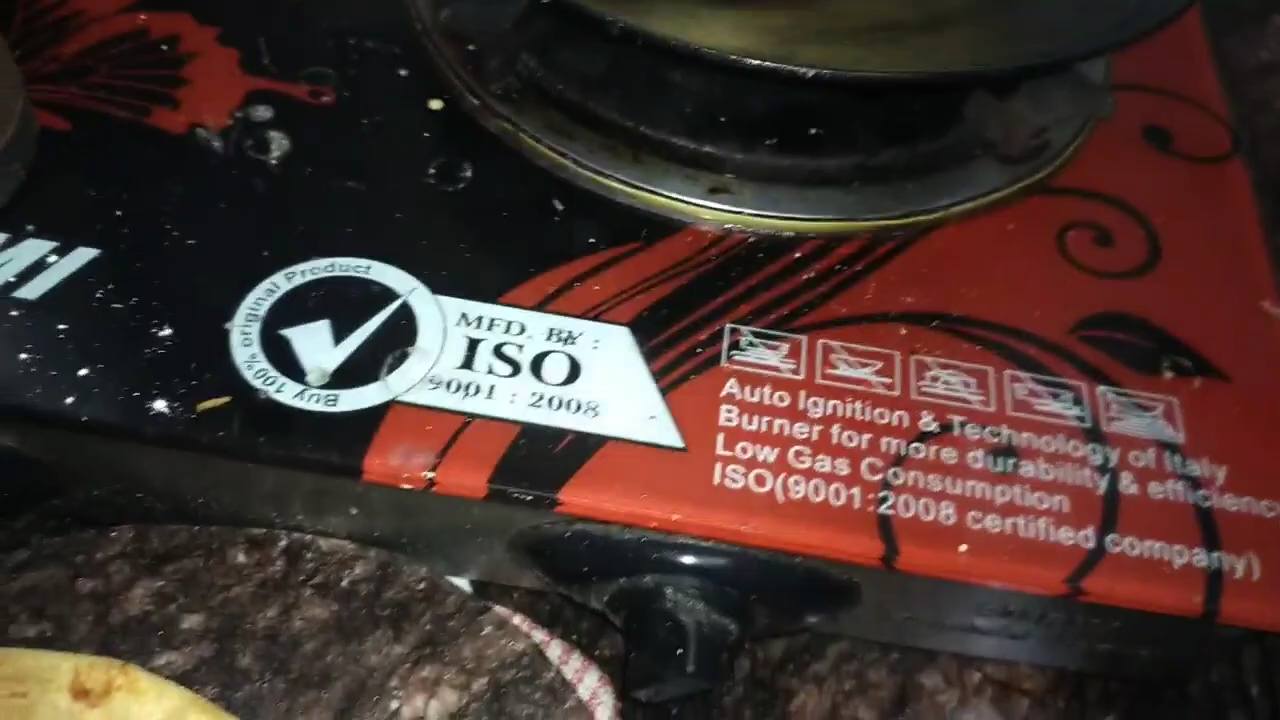 Buy 100% Original Product
MFD. BY :
ISO
9001 : 2008
Auto Ignition & Technology of Italy
Burner for more durability & efficienc
Low Gas Consumption
ISO(9001:2008 certified company)